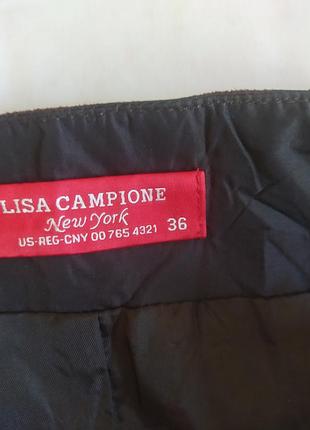 LISA CAMPIONE
New York
US-REG-CNY 00 765 4321 36